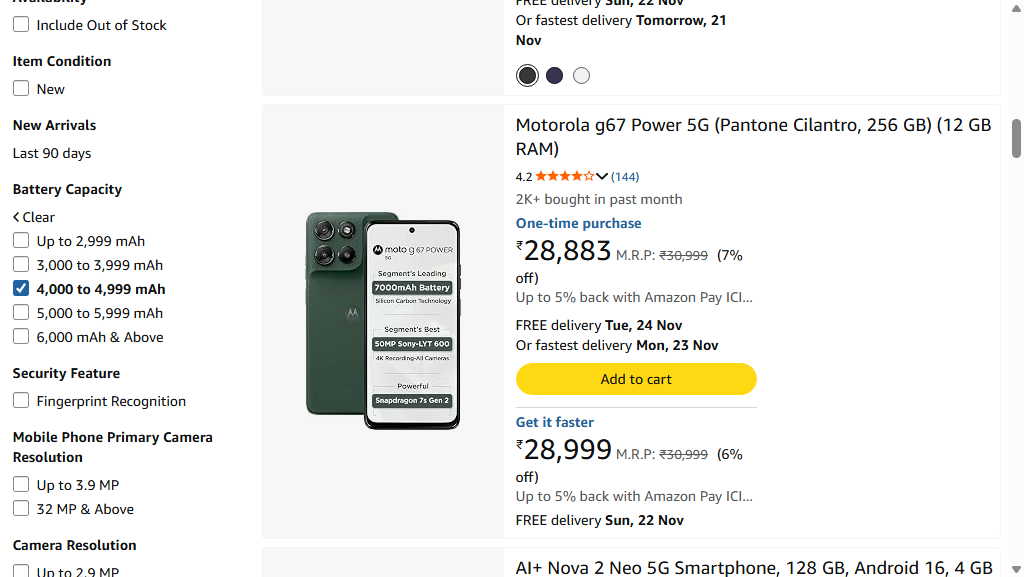 Availability
Include Out of Stock
Item Condition
New
New Arrivals
Last 90 days
Battery Capacity
Clear
Up to 2,999 mAh
3,000 to 3,999 mAh
4,000 to 4,999 mAh
5,000 to 5,999 mAh
6,000 mAh & Above
Security Feature
Fingerprint Recognition
Mobile Phone Primary Camera
Resolution
Up to 3.9 MP
32 MP & Above
Camera Resolution
Up to 2.9 MP
FREE delivery Sun, 22 Nov
Or fastest delivery Tomorrow, 21
Nov
moto g67 POWER
5G
Segment's Leading
7000mAh Battery
Silicon Carbon Technology
Segment's Best
50MP Sony-LYT 600
4K Recording-All Cameras
Powerful
Snapdragon 7s Gen 2
Motorola g67 Power 5G (Pantone Cilantro, 256 GB) (12 GB
RAM)
4.2 (144)
2K+ bought in past month
One-time purchase
₹28,883 M.R.P: ₹30,999 (7%
off)
Up to 5% back with Amazon Pay ICI...
FREE delivery Tue, 24 Nov
Or fastest delivery Mon, 23 Nov
Add to cart
Get it faster
₹28,999 M.R.P: ₹30,999 (6%
off)
Up to 5% back with Amazon Pay ICI...
FREE delivery Sun, 22 Nov
AI+ Nova 2 Neo 5G Smartphone, 128 GB, Android 16, 4 GB